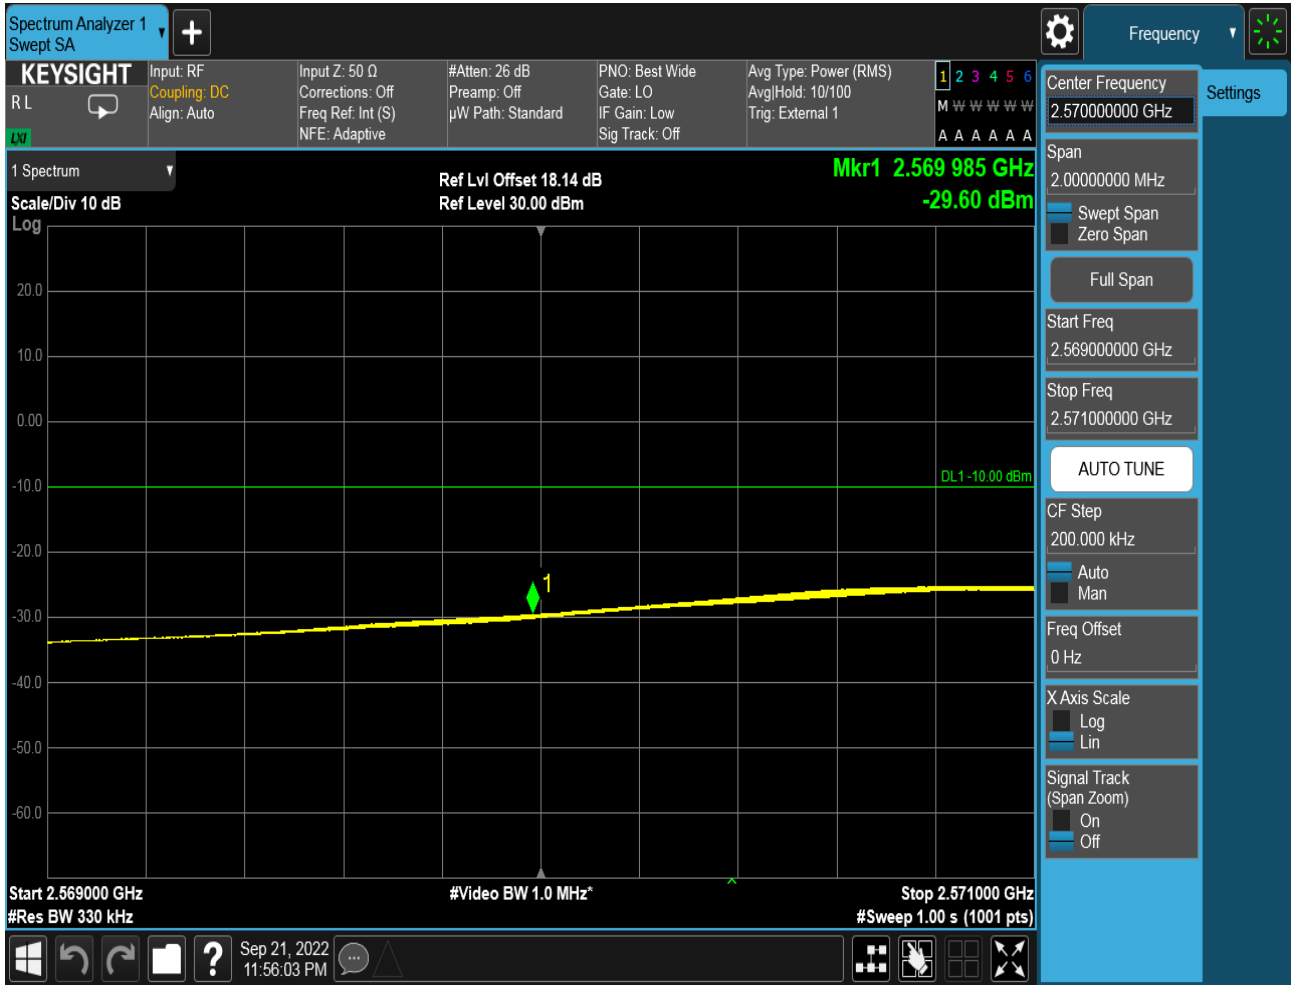 Spectrum Analyzer 1
Swept SA
Frequency
KEYSIGHT
R L
LXI
Input: RF
Coupling: DC
Align: Auto
Input Z: 50 Ω
Corrections: Off
Freq Ref: Int (S)
NFE: Adaptive
#Atten: 26 dB
Preamp: Off
µW Path: Standard
PNO: Best Wide
Gate: LO
IF Gain: Low
Sig Track: Off
Avg Type: Power (RMS)
Avg|Hold: 10/100
Trig: External 1
1 2 3 4 5 6
M W W W W W
A A A A A A
1 Spectrum
Scale/Div 10 dB
Log
Ref Lvl Offset 18.14 dB
Ref Level 30.00 dBm
Mkr1 2.569 985 GHz
-29.60 dBm
20.0
10.0
0.00
-10.0
-20.0
-30.0
-40.0
-50.0
-60.0
DL1 -10.00 dBm
1
Start 2.569000 GHz
#Res BW 330 kHz
#Video BW 1.0 MHz*
Stop 2.571000 GHz
#Sweep 1.00 s (1001 pts)
Sep 21, 2022
11:56:03 PM
Settings
Center Frequency
2.570000000 GHz
Span
2.00000000 MHz
Swept Span
Zero Span
Full Span
Start Freq
2.569000000 GHz
Stop Freq
2.571000000 GHz
AUTO TUNE
CF Step
200.000 kHz
Auto
Man
Freq Offset
0 Hz
X Axis Scale
Log
Lin
Signal Track
(Span Zoom)
On
Off